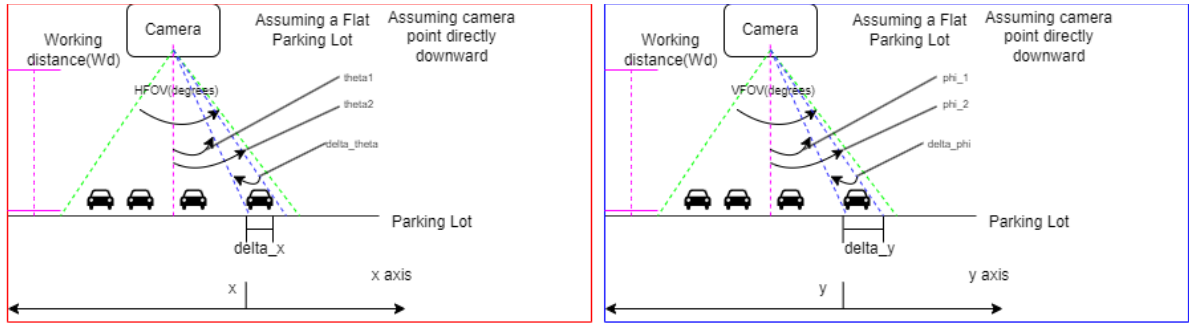 Camera
Assuming a Flat
Parking Lot
Assuming camera
point directly
downward
Working
distance(Wd)
HFOV(degrees)
theta1
theta2
delta_theta
Parking Lot
delta_x
x axis
x
Camera
Assuming a Flat
Parking Lot
Assuming camera
point directly
downward
Working
distance(Wd)
VFOV(degrees)
phi_1
phi_2
delta_phi
Parking Lot
delta_y
y axis
y